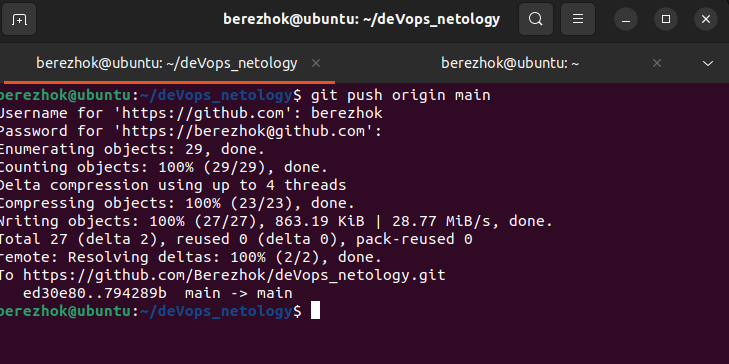 berezhok@ubuntu: ~/deVops_netology
berezhok@ubuntu: ~/deVops_netology
berezhok@ubuntu: ~
berezhok@ubuntu:~/deVops_netology$ git push origin main
Username for 'https://github.com': berezhok
Password for 'https://berezhok@github.com':
Enumerating objects: 29, done.
Counting objects: 100% (29/29), done.
Delta compression using up to 4 threads
Compressing objects: 100% (23/23), done.
Writing objects: 100% (27/27), 863.19 KiB | 28.77 MiB/s, done.
Total 27 (delta 2), reused 0 (delta 0), pack-reused 0
remote: Resolving deltas: 100% (2/2), done.
To https://github.com/Berezhok/deVops_netology.git
   ed30e80..794289b  main -> main
berezhok@ubuntu:~/deVops_netology$